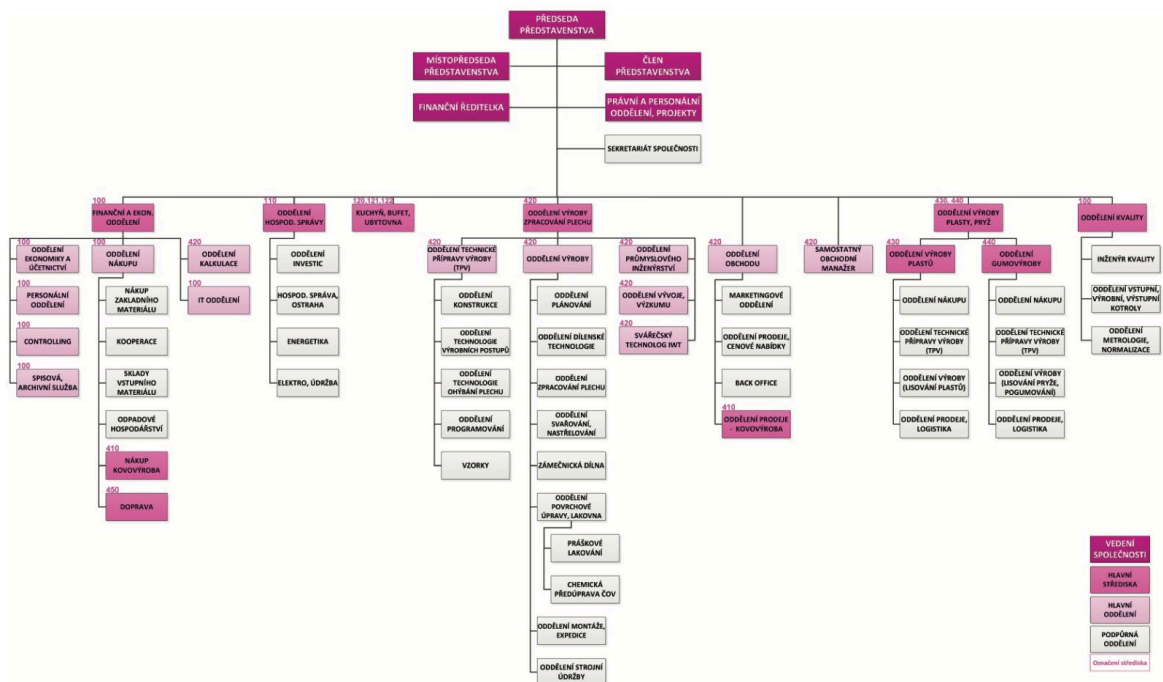 PŘEDSEDA
PŘEDSTAVENSTVA
MÍSTOPŘEDSEDA
PŘEDSTAVENSTVA
ČLEN
PŘEDSTAVENSTVA
FINANČNÍ ŘEDITELKA
PRÁVNÍ A PERSONÁLNÍ
ODDĚLENÍ, PROJEKTY
SEKRETARIÁT SPOLEČNOSTI
100
FINANČNÍ A EKON.
ODDĚLENÍ
110
ODDĚLENÍ
HOSPOD. SPRÁVY
120,121,122
KUCHYŇ, BUFET,
UBYTOVNA
420
ODDĚLENÍ VÝROBY
ZPRACOVÁNÍ PLECHU
430, 440
ODDĚLENÍ VÝROBY
PLASTY, PRYŽ
100
ODDĚLENÍ KVALITY
100
ODDĚLENÍ
EKONOMIKY A
ÚČETNICTVÍ
100
PERSONÁLNÍ
ODDĚLENÍ
100
CONTROLLING
100
SPISOVÁ,
ARCHIVNÍ SLUŽBA
100
ODDĚLENÍ
NÁKUPU
NÁKUP
ZAKLADNÍHO
MATERIÁLU
KOOPERACE
SKLADY
VSTUPNÍHO
MATERIÁLU
ODPADOVÉ
HOSPODÁŘSTVÍ
410
NÁKUP
KOVOVÝROBA
450
DOPRAVA
420
ODDĚLENÍ
KALKULACE
100
IT ODDĚLENÍ
ODDĚLENÍ
INVESTIC
HOSPOD. SPRÁVA,
OSTRAHA
ENERGETIKA
ELEKTRO, ÚDRŽBA
420
ODDĚLENÍ TECHNICKÉ
PŘÍPRAVY VÝROBY
(TPV)
ODDĚLENÍ
KONSTRUKCE
ODDĚLENÍ
TECHNOLOGIE
VÝROBNÍCH POSTUPŮ
ODDĚLENÍ
TECHNOLOGIE
OHÝBÁNÍ PLECHU
ODDĚLENÍ
PROGRAMOVÁNÍ
VZORKY
420
ODDĚLENÍ VÝROBY
ODDĚLENÍ
PLÁNOVÁNÍ
ODDĚLENÍ DÍLENSKÉ
TECHNOLOGIE
ODDĚLENÍ
ZPRACOVÁNÍ PLECHU
ODDĚLENÍ
SVAŘOVÁNÍ,
NASTŘELOVÁNÍ
ZÁMEČNICKÁ DÍLNA
ODDĚLENÍ
POVRCHOVÉ
ÚPRAVY, LAKOVNA
PRÁŠKOVÉ
LAKOVÁNÍ
CHEMICKÁ
PŘEDÚPRAVA ČOV
ODDĚLENÍ MONTÁŽE,
EXPEDICE
ODDĚLENÍ STROJNÍ
ÚDRŽBY
420
ODDĚLENÍ
PRŮMYSLOVÉHO
INŽENÝRSTVÍ
420
ODDĚLENÍ VÝVOJE,
VÝZKUMU
420
SVÁŘEČSKÝ
TECHNOLOG IWT
420
ODDĚLENÍ
OBCHODU
MARKETINGOVÉ
ODDĚLENÍ
ODDĚLENÍ PRODEJE,
CENOVÉ NABÍDKY
BACK OFFICE
410
ODDĚLENÍ PRODEJE
- KOVOVÝROBA
420
SAMOSTATNÝ
OBCHODNÍ
MANAŽER
430
ODDĚLENÍ VÝROBY
PLASTŮ
ODDĚLENÍ NÁKUPU
ODDĚLENÍ TECHNICKÉ
PŘÍPRAVY VÝROBY
(TPV)
ODDĚLENÍ VÝROBY
(LISOVÁNÍ PLASTŮ)
ODDĚLENÍ PRODEJE,
LOGISTIKA
440
ODDĚLENÍ
GUMOVÝROBY
ODDĚLENÍ NÁKUPU
ODDĚLENÍ TECHNICKÉ
PŘÍPRAVY VÝROBY
(TPV)
ODDĚLENÍ VÝROBY
(LISOVÁNÍ PRYŽE,
POGUMOVÁNÍ)
ODDĚLENÍ PRODEJE,
LOGISTIKA
INŽENÝR KVALITY
ODDĚLENÍ VSTUPNÍ,
VÝROBNÍ, VÝSTUPNÍ
KOTROLY
ODDĚLENÍ
METROLOGIE,
NORMALIZACE
VEDENÍ
SPOLEČNOSTI
HLAVNÍ
STŘEDISKA
HLAVNÍ
ODDĚLENÍ
PODPŮRNÁ
ODDĚLENÍ
Označení střediska